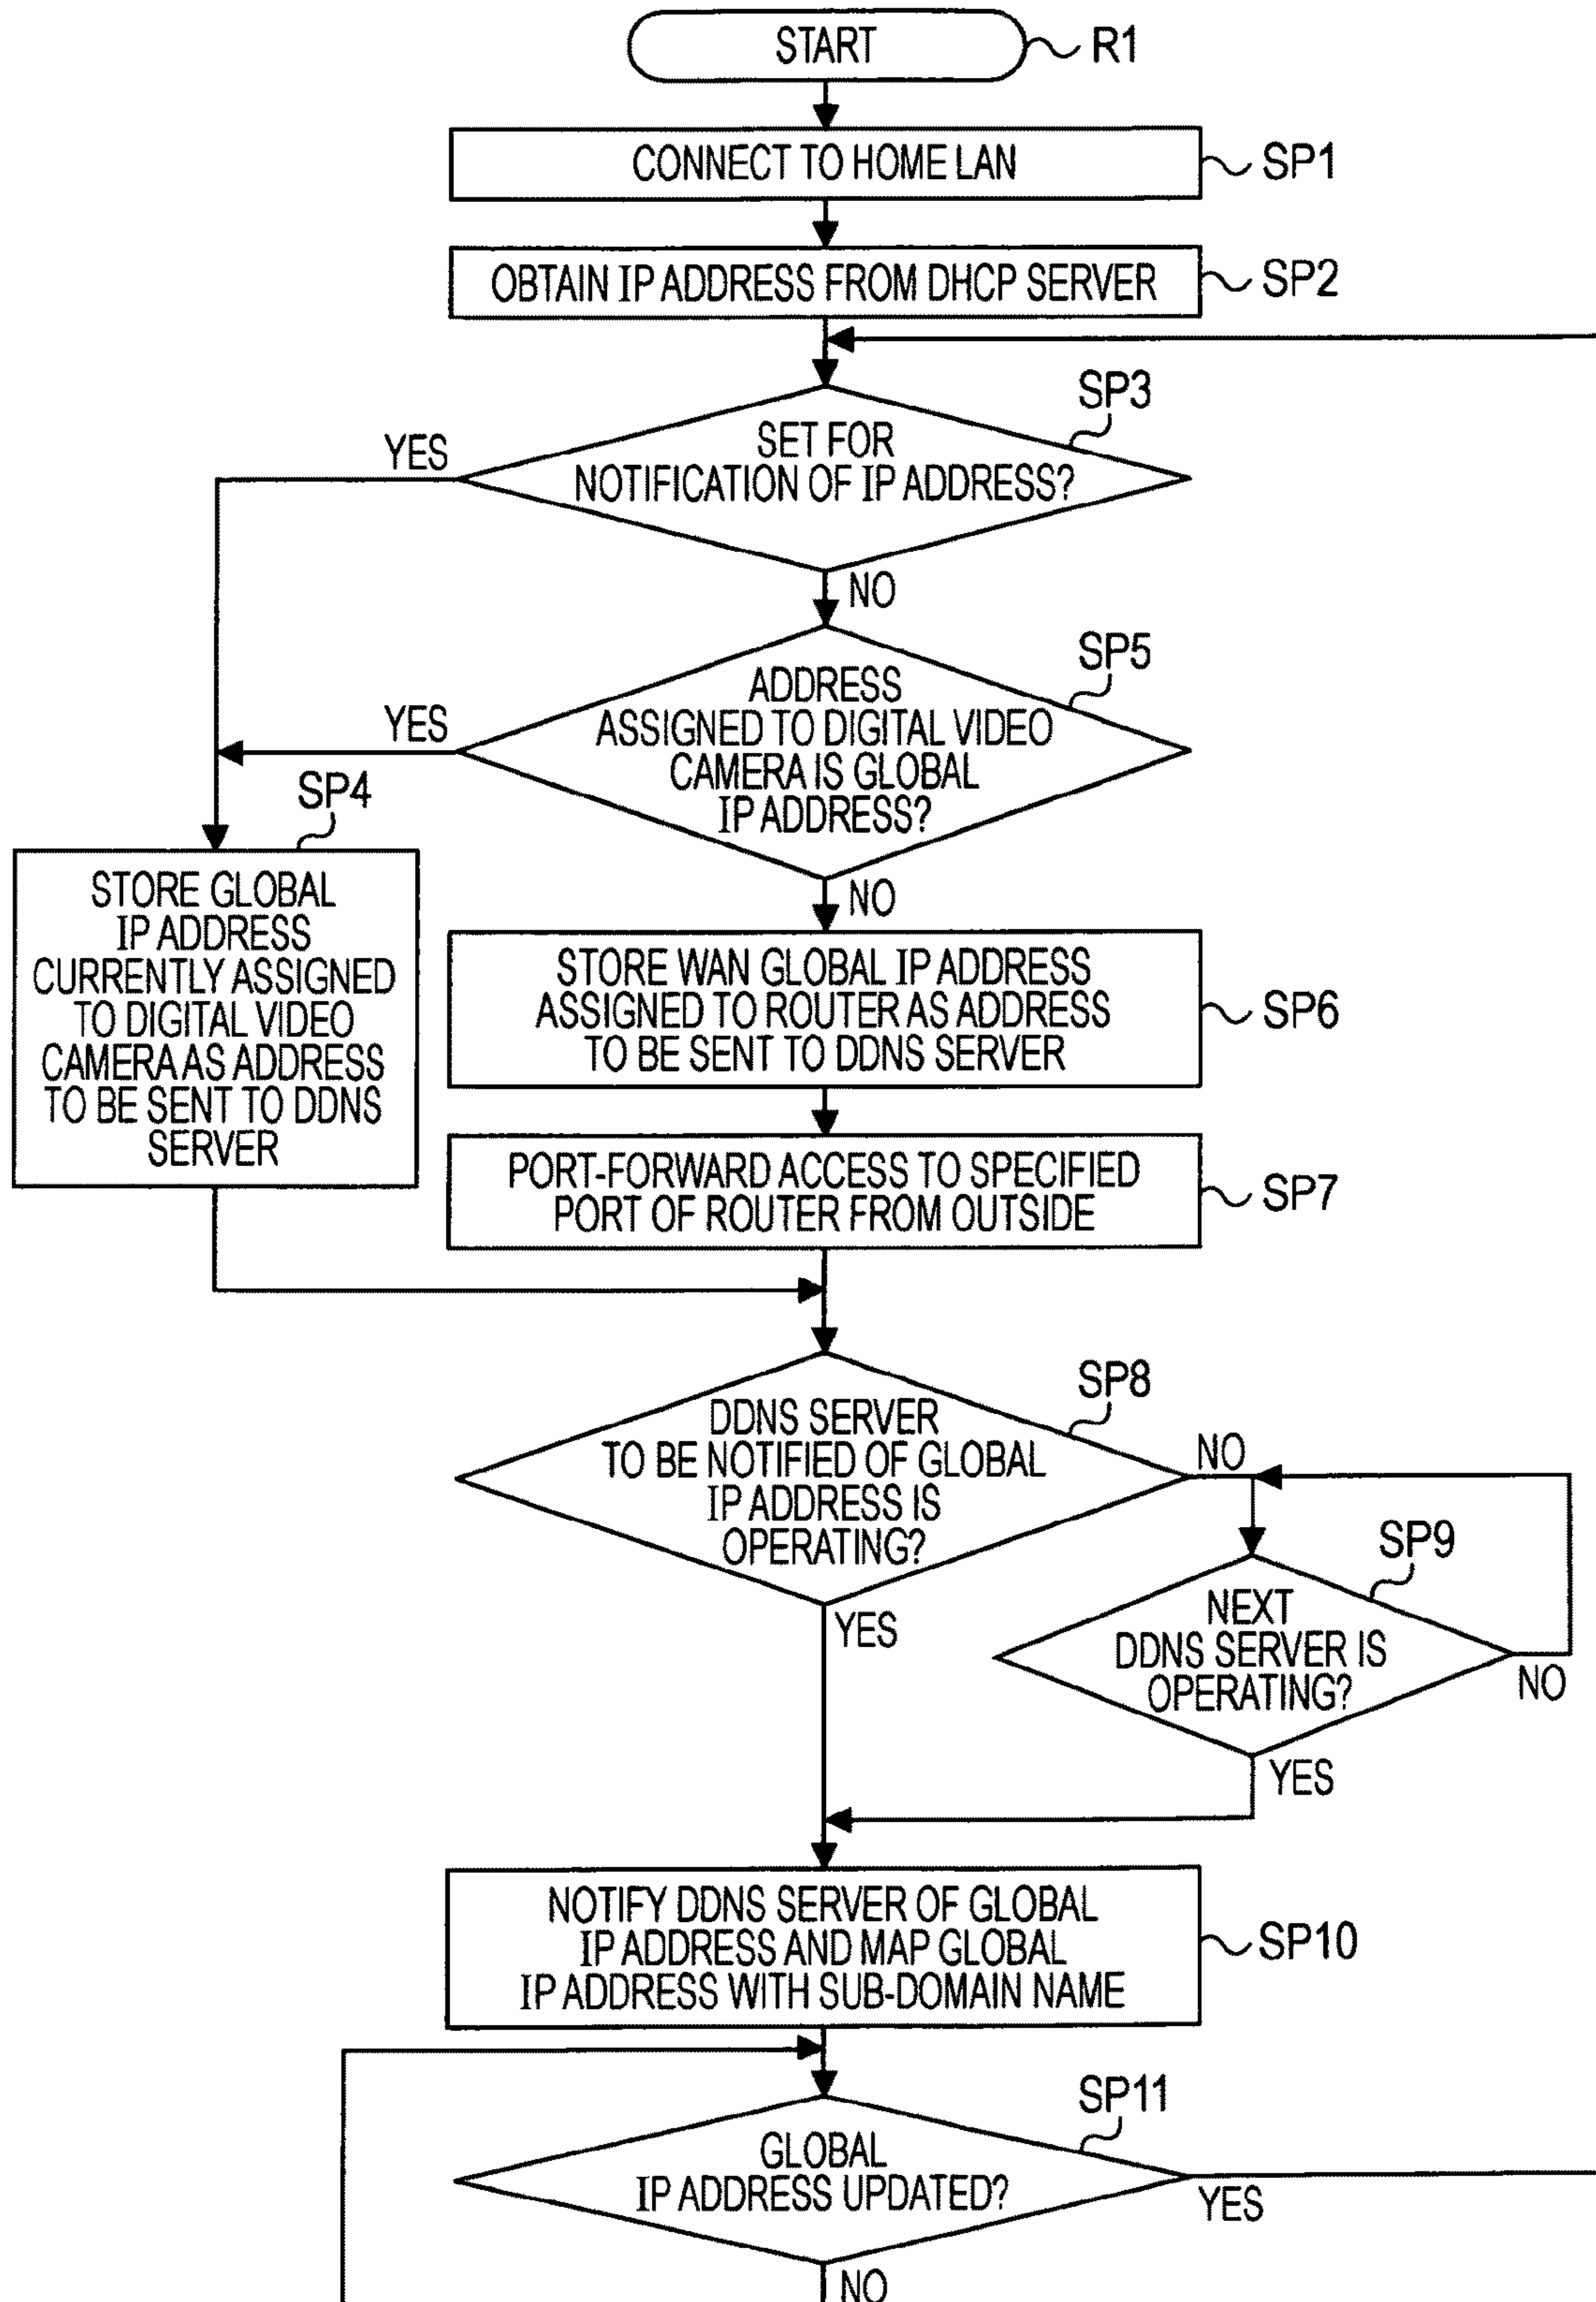 START
R1
CONNECT TO HOME LAN
SP1
OBTAIN IP ADDRESS FROM DHCP SERVER
SP2
SP3
SET FOR
NOTIFICATION OF IP ADDRESS?
YES
NO
SP5
ADDRESS
ASSIGNED TO DIGITAL VIDEO
CAMERA IS GLOBAL
IP ADDRESS?
YES
NO
SP4
STORE GLOBAL
IP ADDRESS
CURRENTLY ASSIGNED
TO DIGITAL VIDEO
CAMERA AS ADDRESS
TO BE SENT TO DDNS
SERVER
STORE WAN GLOBAL IP ADDRESS
ASSIGNED TO ROUTER AS ADDRESS
TO BE SENT TO DDNS SERVER
SP6
PORT-FORWARD ACCESS TO SPECIFIED
PORT OF ROUTER FROM OUTSIDE
SP7
SP8
DDNS SERVER
TO BE NOTIFIED OF GLOBAL
IP ADDRESS IS
OPERATING?
NO
YES
SP9
NEXT
DDNS SERVER IS
OPERATING?
NO
YES
NOTIFY DDNS SERVER OF GLOBAL
IP ADDRESS AND MAP GLOBAL
IP ADDRESS WITH SUB-DOMAIN NAME
SP10
SP11
GLOBAL
IP ADDRESS UPDATED?
YES
NO